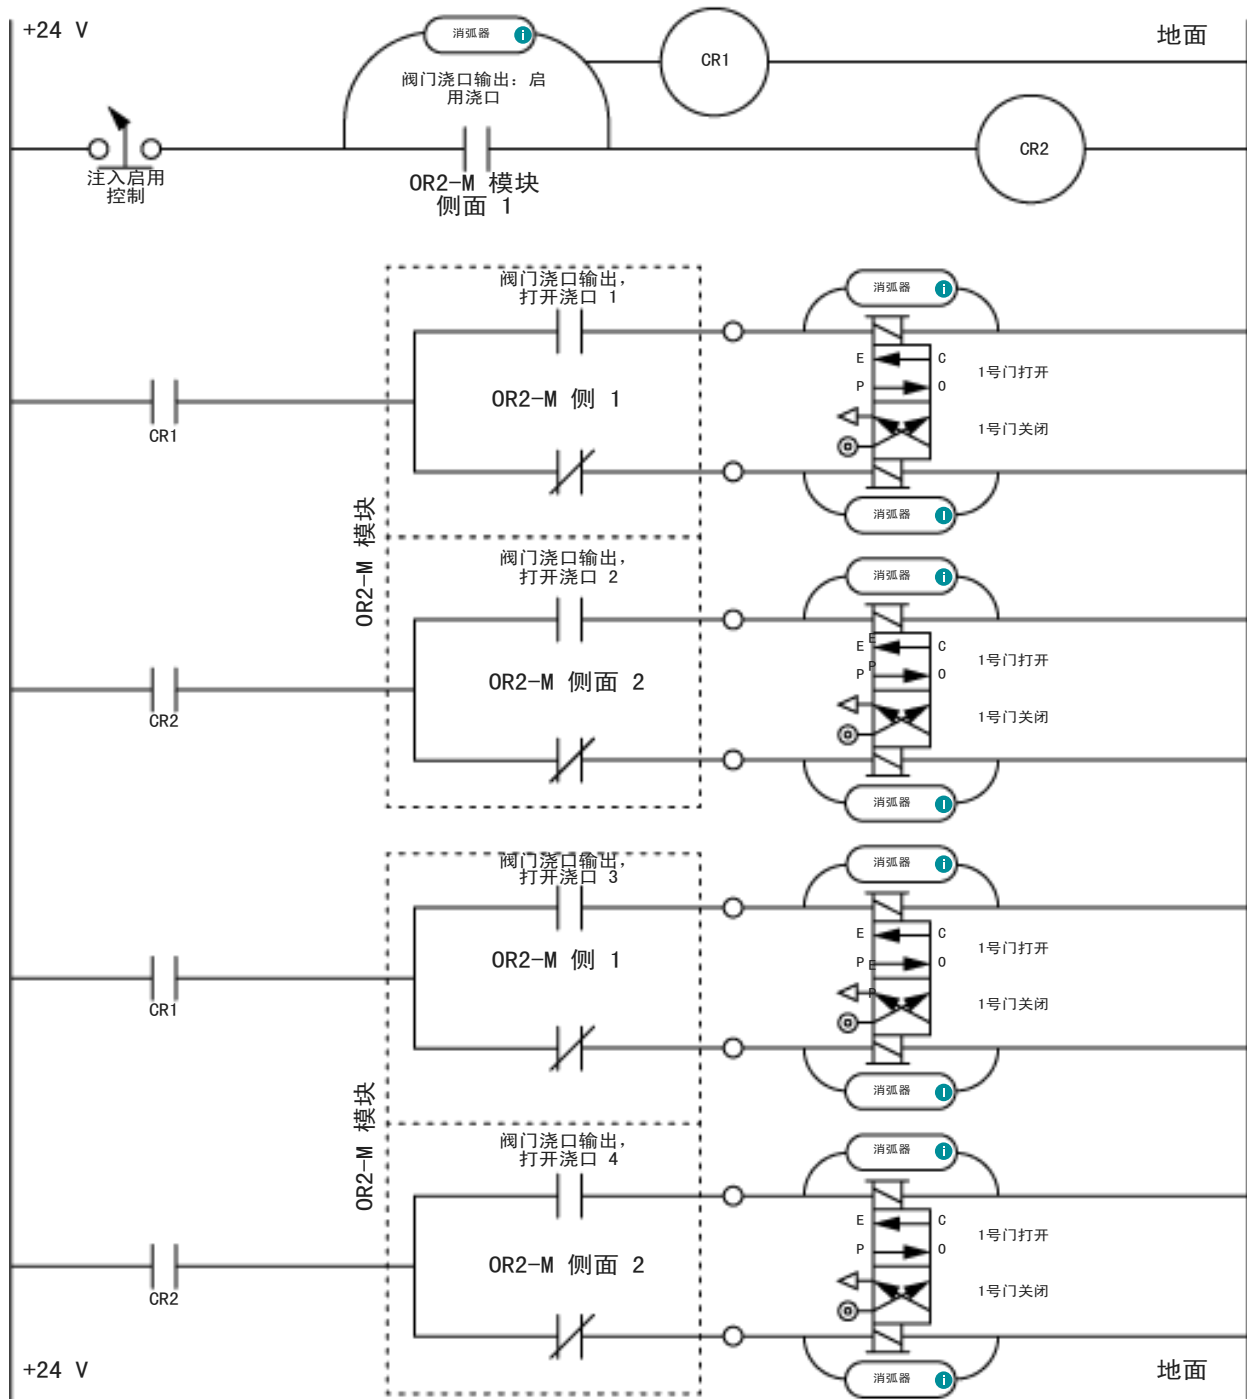 +24 V
地面
消弧器 i
阀门浇口输出: 启
用浇口
CR1
CR2
注入启用
控制
OR2-M 模块
侧面 1
阀门浇口输出,
打开浇口 1
消弧器 i
E C
P O
1号门打开
OR2-M 侧 1
CR1
1号门关闭
消弧器 I
OR2-M 模块
阀门浇口输出,
打开浇口 2
消弧器 i
E
E C
P
P O
1号门打开
OR2-M 侧面 2
CR2
1号门关闭
消弧器 I
阀门浇口输出,
打开浇口 3
消弧器 i
E C
P O
E
P
1号门打开
OR2-M 侧 1
CR1
1号门关闭
消弧器 I
OR2-M 模块
阀门浇口输出,
打开浇口 4
消弧器 i
E C
P O
1号门打开
OR2-M 侧面 2
CR2
1号门关闭
消弧器 i
+24 V
地面